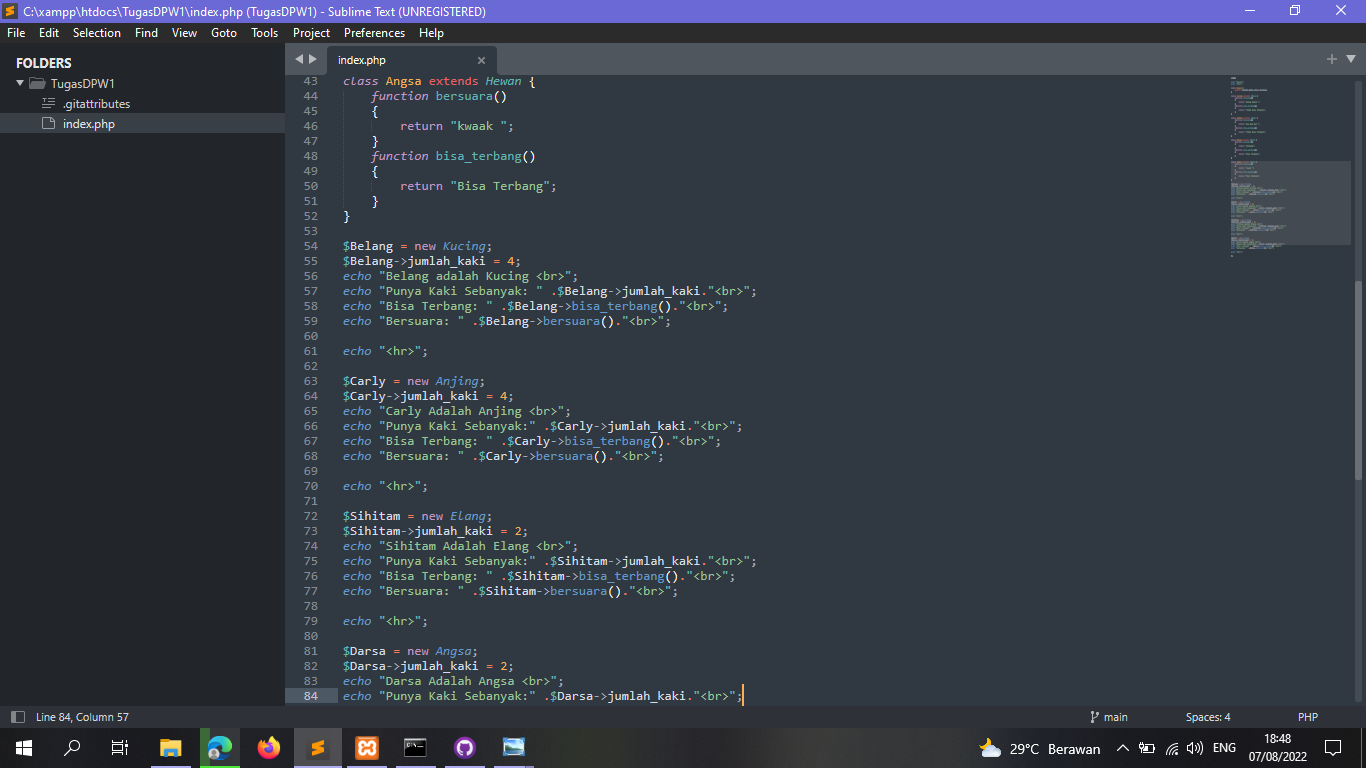 C:\xampp\htdocs\TugasDPW1\index.php (TugasDPW1) - Sublime Text (UNREGISTERED)
File Edit Selection Find View Goto Tools Project Preferences Help
FOLDERS
TugasDPW1
.gitattributes
index.php
index.php
43 class Angsa extends Hewan {
44     function bersuara()
45     {
46         return "kwaak ";
47     }
48     function bisa_terbang()
49     {
50         return "Bisa Terbang";
51     }
52 }
53
54 $Belang = new Kucing;
55 $Belang->jumlah_kaki = 4;
56 echo "Belang adalah Kucing <br>";
57 echo "Punya Kaki Sebanyak: " .$Belang->jumlah_kaki."<br>";
58 echo "Bisa Terbang: " .$Belang->bisa_terbang()."<br>";
59 echo "Bersuara: " .$Belang->bersuara()."<br>";
60
61 echo "<hr>";
62
63 $Carly = new Anjing;
64 $Carly->jumlah_kaki = 4;
65 echo "Carly Adalah Anjing <br>";
66 echo "Punya Kaki Sebanyak:" .$Carly->jumlah_kaki."<br>";
67 echo "Bisa Terbang: " .$Carly->bisa_terbang()."<br>";
68 echo "Bersuara: " .$Carly->bersuara()."<br>";
69
70 echo "<hr>";
71
72 $Sihitam = new Elang;
73 $Sihitam->jumlah_kaki = 2;
74 echo "Sihitam Adalah Elang <br>";
75 echo "Punya Kaki Sebanyak:" .$Sihitam->jumlah_kaki."<br>";
76 echo "Bisa Terbang: " .$Sihitam->bisa_terbang()."<br>";
77 echo "Bersuara: " .$Sihitam->bersuara()."<br>";
78
79 echo "<hr>";
80
81 $Darsa = new Angsa;
82 $Darsa->jumlah_kaki = 2;
83 echo "Darsa Adalah Angsa <br>";
84 echo "Punya Kaki Sebanyak:" .$Darsa->jumlah_kaki."<br>";
Line 84, Column 57 main Spaces: 4 PHP
29°C Berawan ENG
18:48
07/08/2022